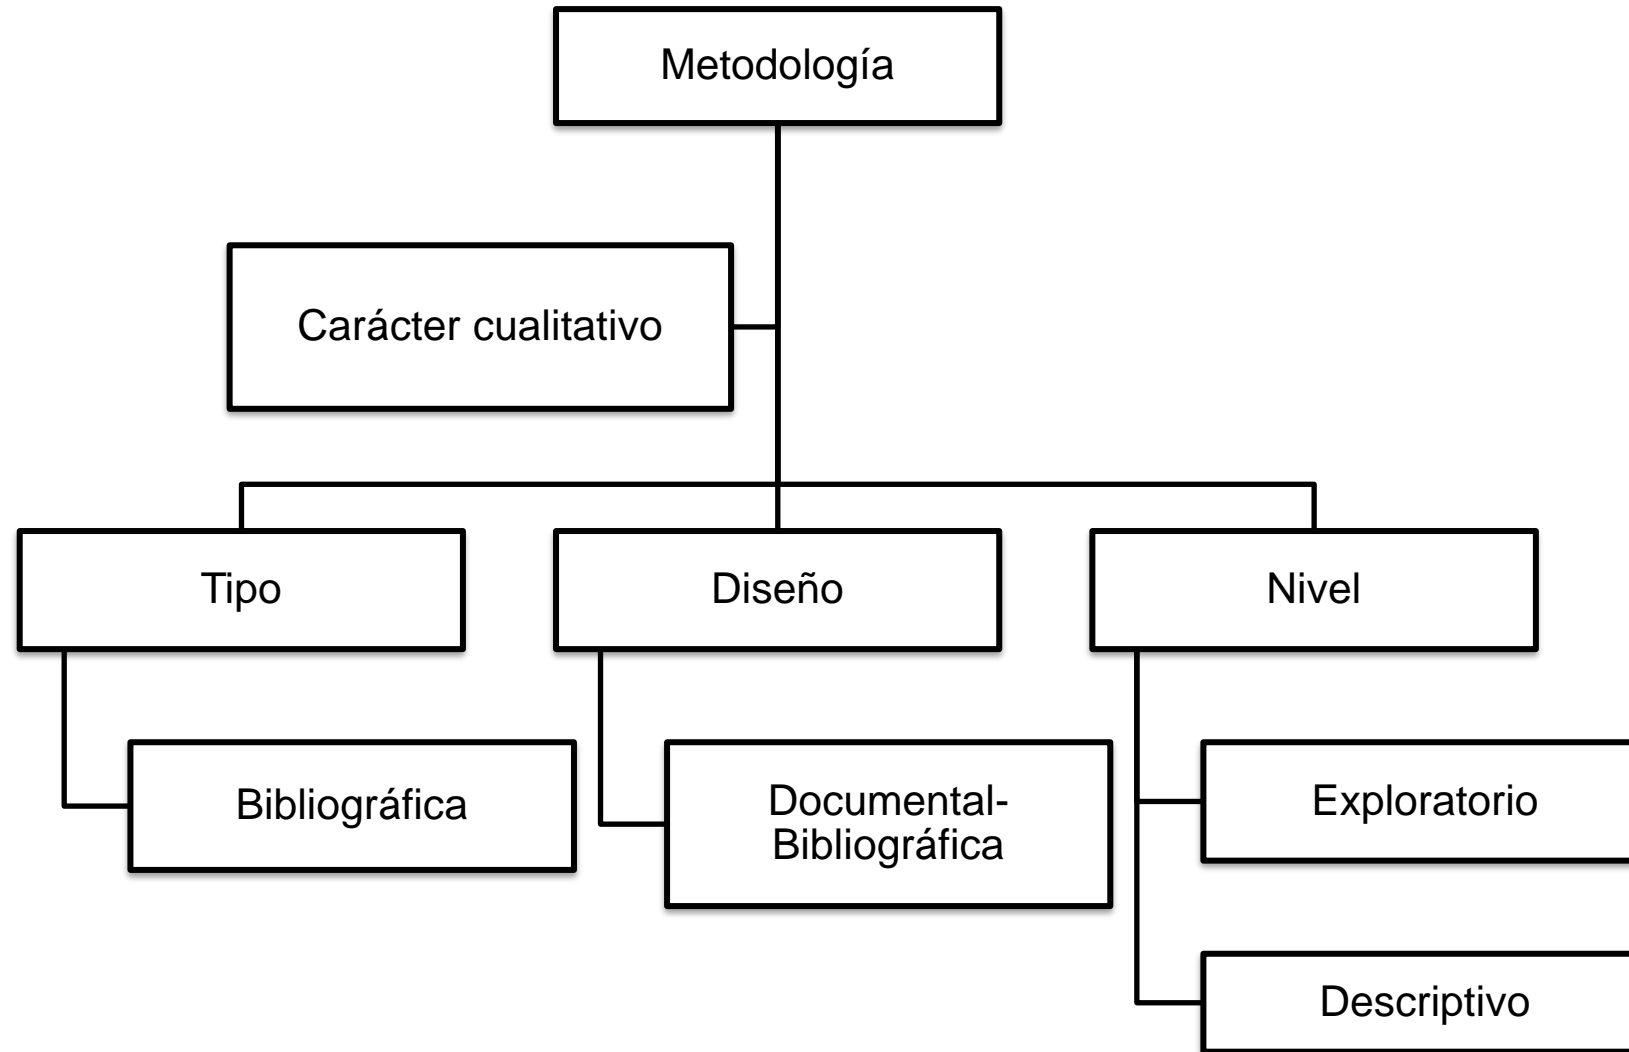 Metodología
Carácter cualitativo
Tipo
Diseño
Nivel
Bibliográfica
Documental-
Bibliográfica
Exploratorio
Descriptivo